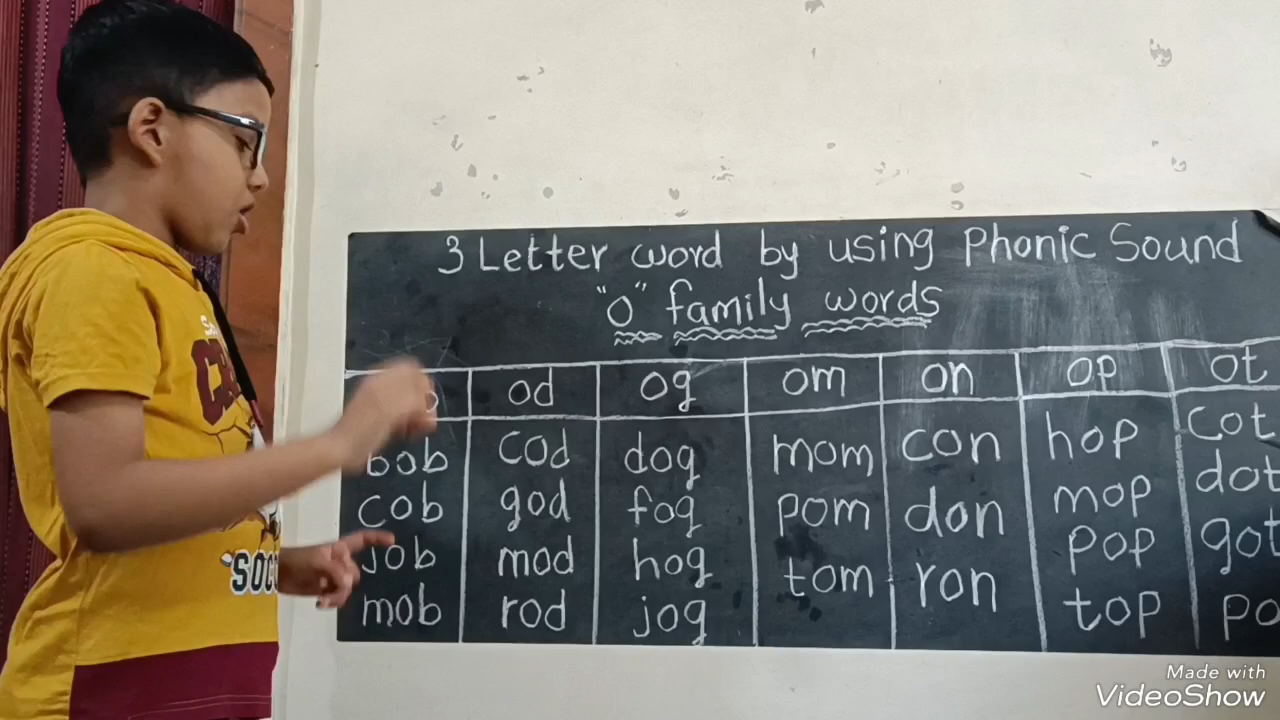 3 Letter word by using Phonic Sound
"o" family words
od og om on op ot
bob cod dog mom con hop cot
cob god fog pom don mop dot
job mod hog tom ron pop got
mob rod jog top
SOCC
Made with
VideoShow